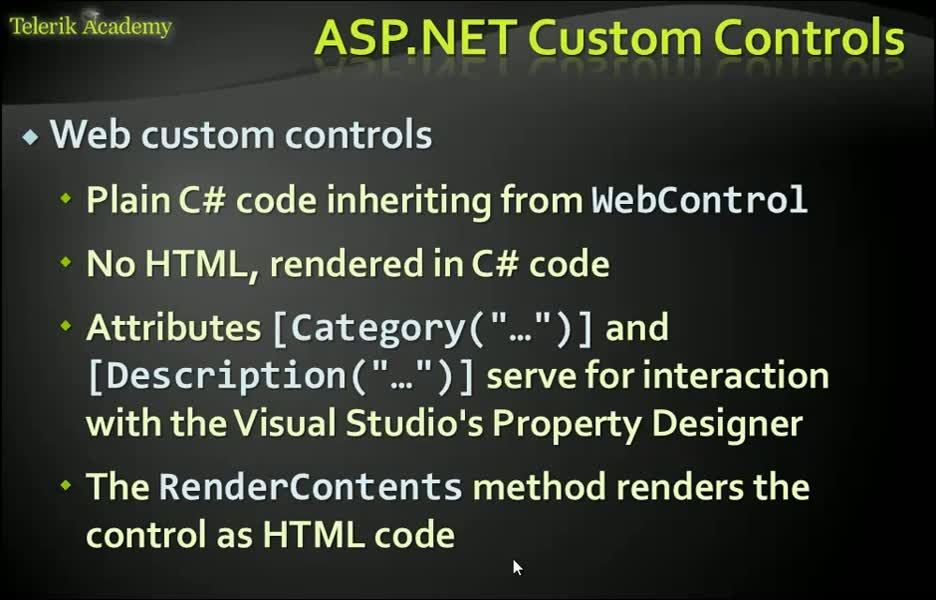 Telerik Academy
ASP.NET Custom Controls
Web custom controls
Plain C# code inheriting from WebControl
No HTML, rendered in C# code
Attributes [Category("…")] and
[Description("…")] serve for interaction
with the Visual Studio's Property Designer
The RenderContents method renders the
control as HTML code